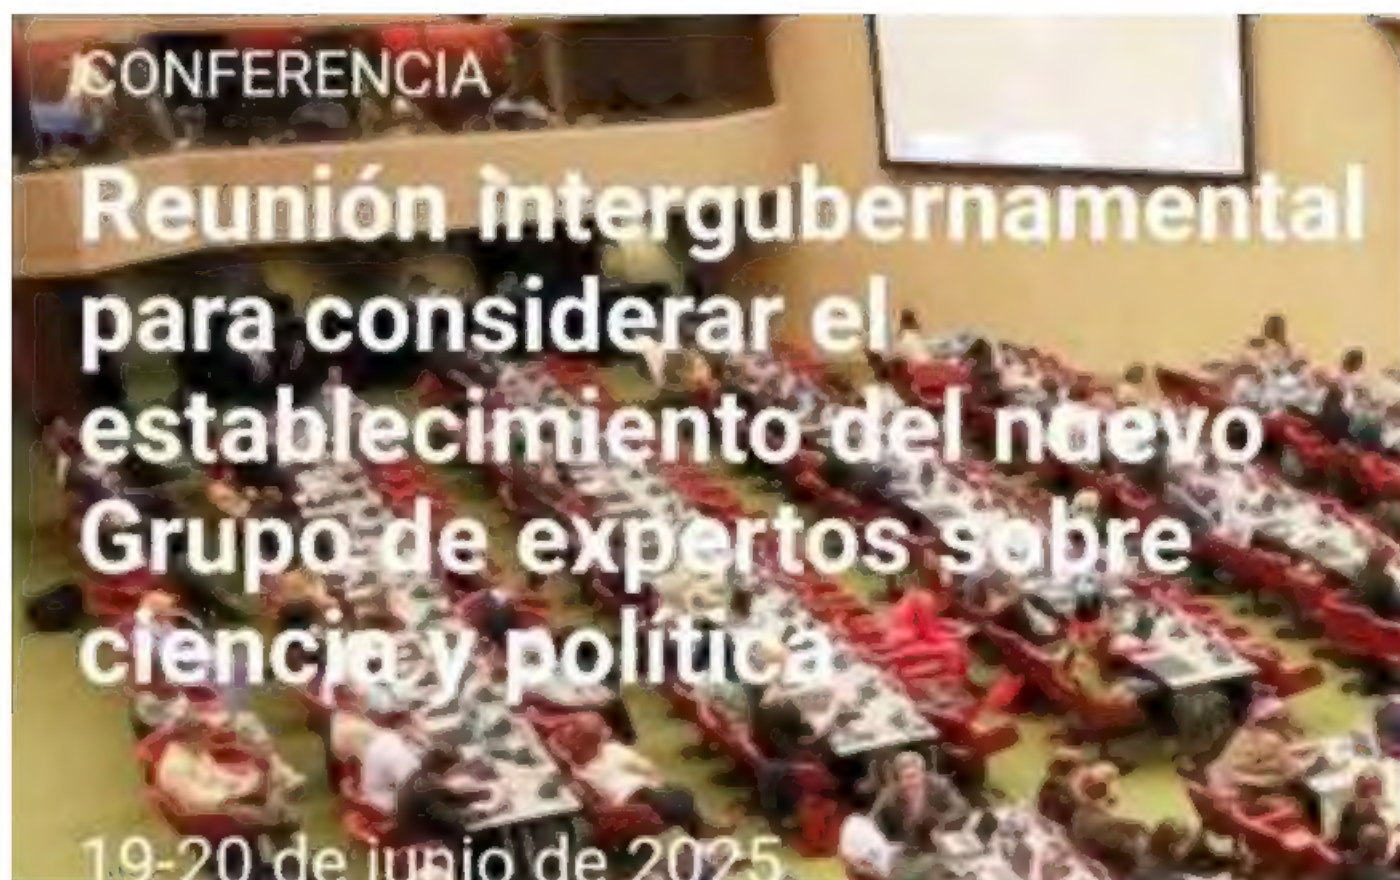 CONFERENCIA
Reunión intergubernamental
para considerar el
establecimiento del nuevo
Grupo de expertos sobre
ciencia y política
19-20 de junio de 2025